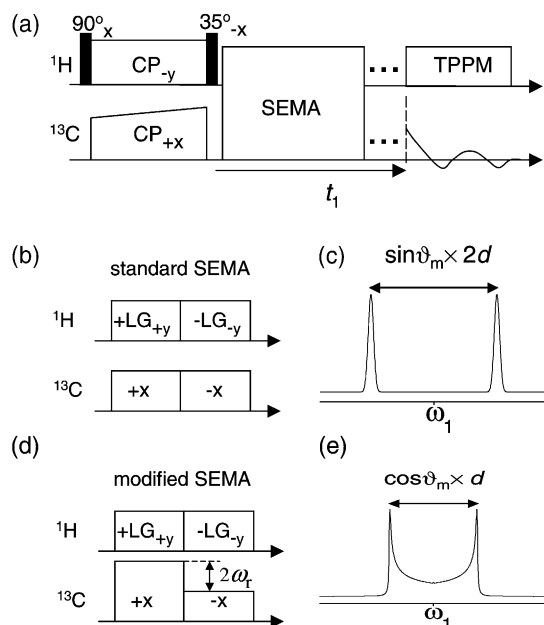 (a)
90°x 35°-x
¹H CP-y ... TPPM
SEMA
¹³C CP+x ...
t₁
(b) (c)
standard SEMA sinϑm × 2d
¹H +LG+y -LG-y
¹³C +x -x
ω₁
(d) (e)
modified SEMA cosϑm × d
¹H +LG+y -LG-y
2ωr
¹³C +x -x
ω₁